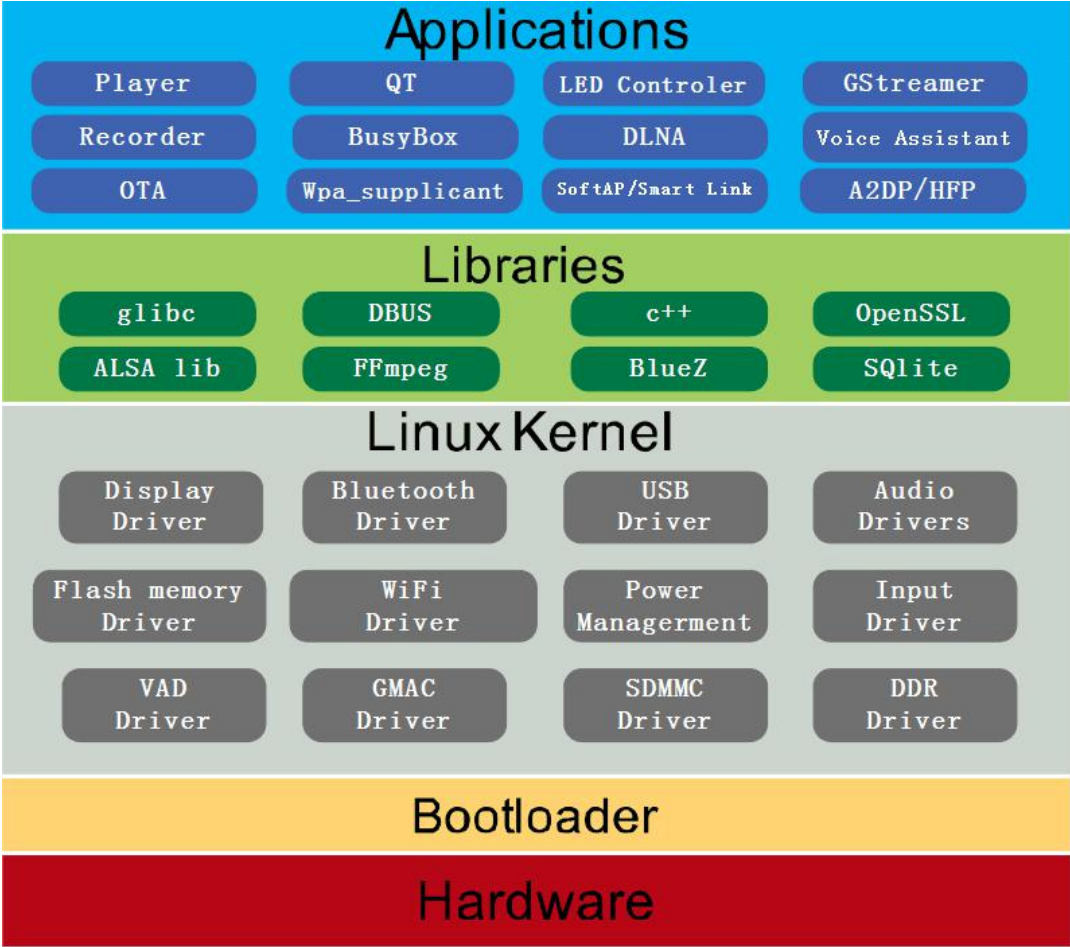 Applications
Player
QT
LED Controler
GStreamer
Recorder
BusyBox
DLNA
Voice Assistant
OTA
Wpa_supplicant
SoftAP/Smart Link
A2DP/HFP
Libraries
glibc
DBUS
c++
OpenSSL
ALSA lib
FFmpeg
BlueZ
SQlite
Linux Kernel
Display
Driver
Bluetooth
Driver
USB
Driver
Audio
Drivers
Flash memory
Driver
WiFi
Driver
Power
Managerment
Input
Driver
VAD
Driver
GMAC
Driver
SDMMC
Driver
DDR
Driver
Bootloader
Hardware